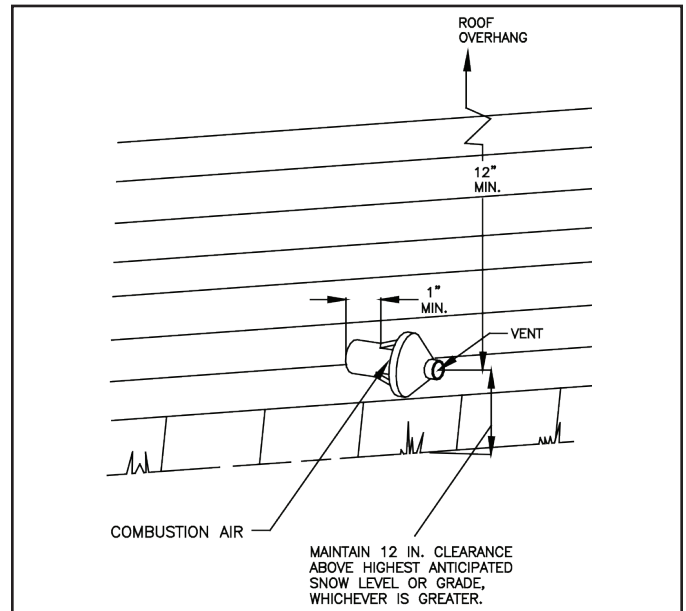 ROOF
OVERHANG
12"
MIN.
1"
MIN.
VENT
COMBUSTION AIR
MAINTAIN 12 IN. CLEARANCE
ABOVE HIGHEST ANTICIPATED
SNOW LEVEL OR GRADE,
WHICHEVER IS GREATER.